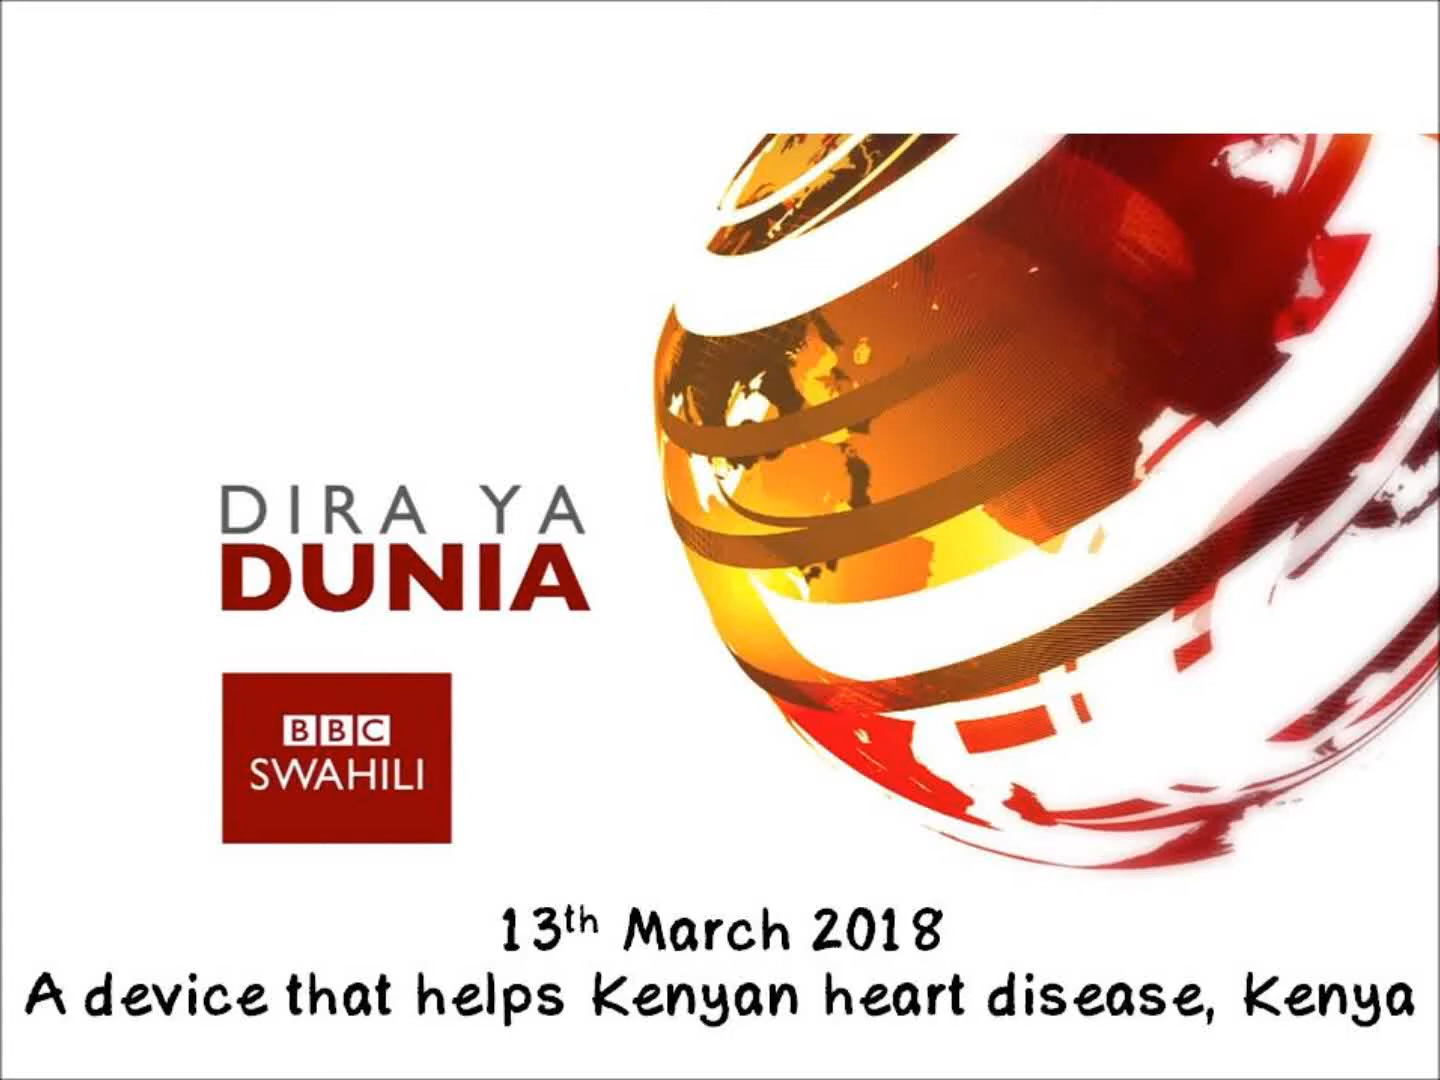 DIRA YA
DUNIA
BBC
SWAHILI
13th March 2018
A device that helps Kenyan heart disease, Kenya